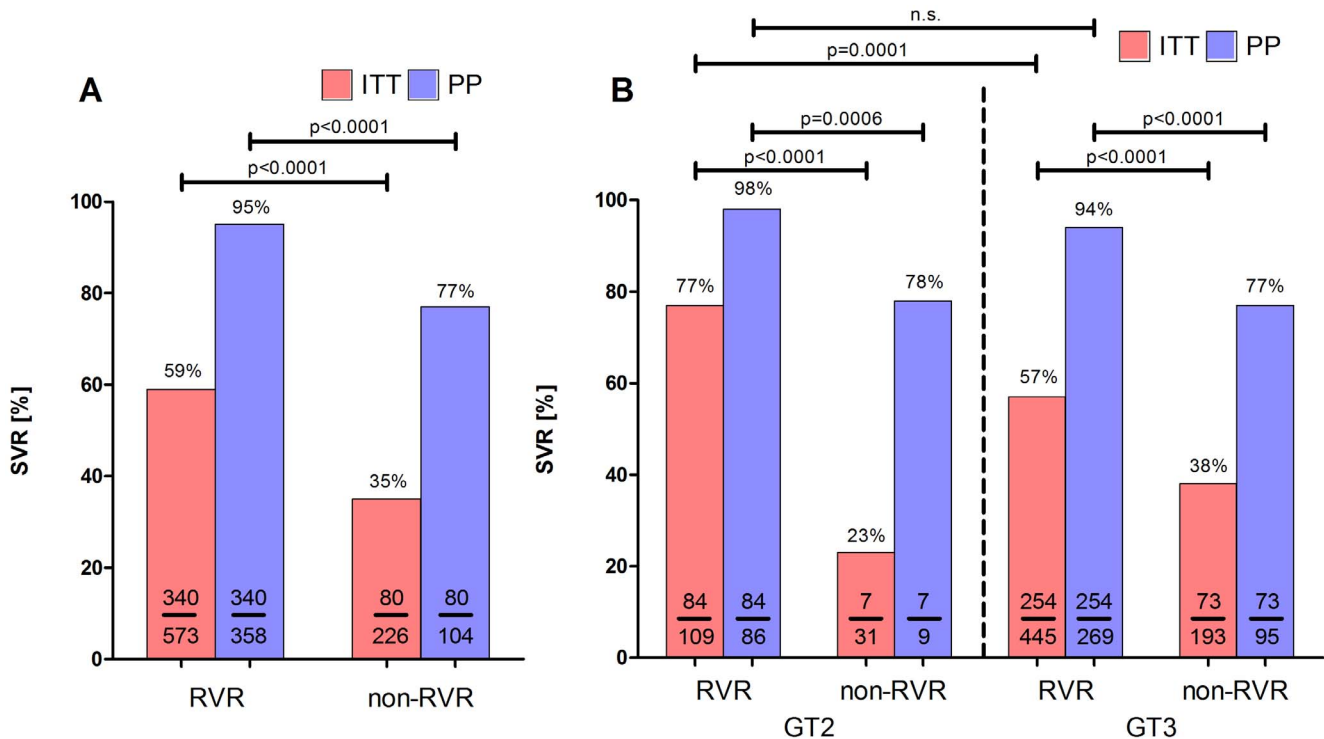 A
ITT PP
p<0.0001
p<0.0001
SVR [%]
100
80
60
40
20
0
59%
95%
35%
77%
340
573
340
358
80
226
80
104
RVR
non-RVR
B
ITT PP
n.s.
p=0.0001
p=0.0006
p<0.0001
p<0.0001
p<0.0001
SVR [%]
100
80
60
40
20
0
77%
98%
23%
78%
57%
94%
38%
77%
84
109
84
86
7
31
7
9
254
445
254
269
73
193
73
95
RVR
non-RVR
RVR
non-RVR
GT2
GT3